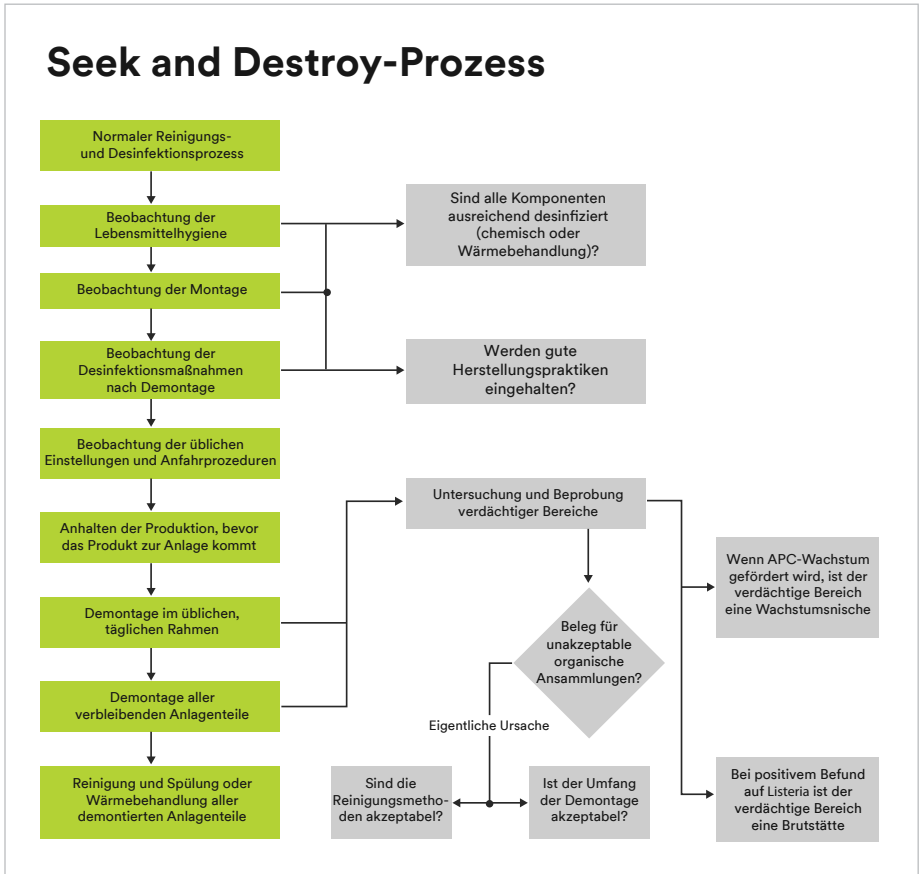 Seek and Destroy-Prozess
Normaler Reinigungs-
und Desinfektionsprozess
Beobachtung der
Lebensmittelhygiene
Beobachtung der Montage
Beobachtung der
Desinfektionsmaßnahmen
nach Demontage
Beobachtung der üblichen
Einstellungen und Anfahrprozeduren
Anhalten der Produktion, bevor
das Produkt zur Anlage kommt
Demontage im üblichen,
täglichen Rahmen
Demontage aller
verbleibenden Anlagenteile
Reinigung und Spülung oder
Wärmebehandlung aller
demontierten Anlagenteile
Sind alle Komponenten
ausreichend desinfiziert
(chemisch oder
Wärmebehandlung)?
Werden gute
Herstellungspraktiken
eingehalten?
Untersuchung und Beprobung
verdächtiger Bereiche
Beleg für
unakzeptable
organische
Ansammlungen?
Eigentliche Ursache
Sind die
Reinigungsmetho-
den akzeptabel?
Ist der Umfang
der Demontage
akzeptabel?
Wenn APC-Wachstum
gefördert wird, ist der
verdächtige Bereich
eine Wachstumsnische
Bei positivem Befund
auf Listeria ist der
verdächtige Bereich
eine Brutstätte